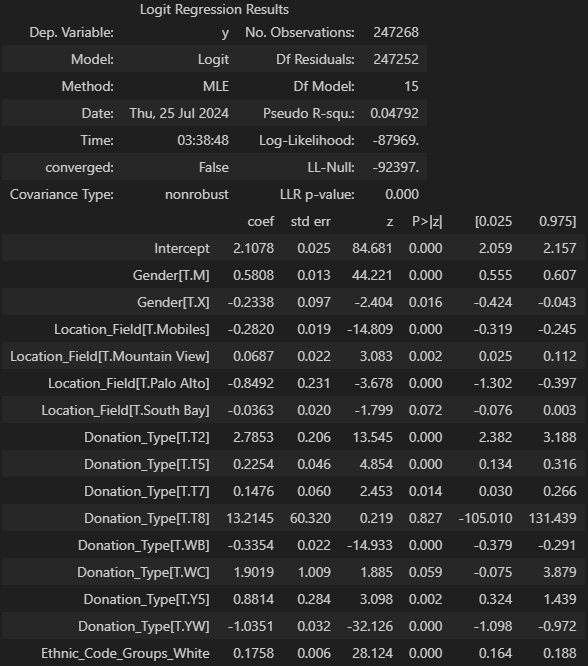 Logit Regression Results
Dep. Variable: y No. Observations: 247268
Model: Logit Df Residuals: 247252
Method: MLE Df Model: 15
Date: Thu, 25 Jul 2024 Pseudo R-squ.: 0.04792
Time: 03:38:48 Log-Likelihood: -87969.
converged: False LL-Null: -92397.
Covariance Type: nonrobust LLR p-value: 0.000
coef std err z P>|z| [0.025 0.975]
Intercept 2.1078 0.025 84.681 0.000 2.059 2.157
Gender[T.M] 0.5808 0.013 44.221 0.000 0.555 0.607
Gender[T.X] -0.2338 0.097 -2.404 0.016 -0.424 -0.043
Location_Field[T.Mobiles] -0.2820 0.019 -14.809 0.000 -0.319 -0.245
Location_Field[T.Mountain View] 0.0687 0.022 3.083 0.002 0.025 0.112
Location_Field[T.Palo Alto] -0.8492 0.231 -3.678 0.000 -1.302 -0.397
Location_Field[T.South Bay] -0.0363 0.020 -1.799 0.072 -0.076 0.003
Donation_Type[T.T2] 2.7853 0.206 13.545 0.000 2.382 3.188
Donation_Type[T.T5] 0.2254 0.046 4.854 0.000 0.134 0.316
Donation_Type[T.T7] 0.1476 0.060 2.453 0.014 0.030 0.266
Donation_Type[T.T8] 13.2145 60.320 0.219 0.827 -105.010 131.439
Donation_Type[T.WB] -0.3354 0.022 -14.933 0.000 -0.379 -0.291
Donation_Type[T.WC] 1.9019 1.009 1.885 0.059 -0.075 3.879
Donation_Type[T.Y5] 0.8814 0.284 3.098 0.002 0.324 1.439
Donation_Type[T.YW] -1.0351 0.032 -32.126 0.000 -1.098 -0.972
Ethnic_Code_Groups_White 0.1758 0.006 28.124 0.000 0.164 0.188